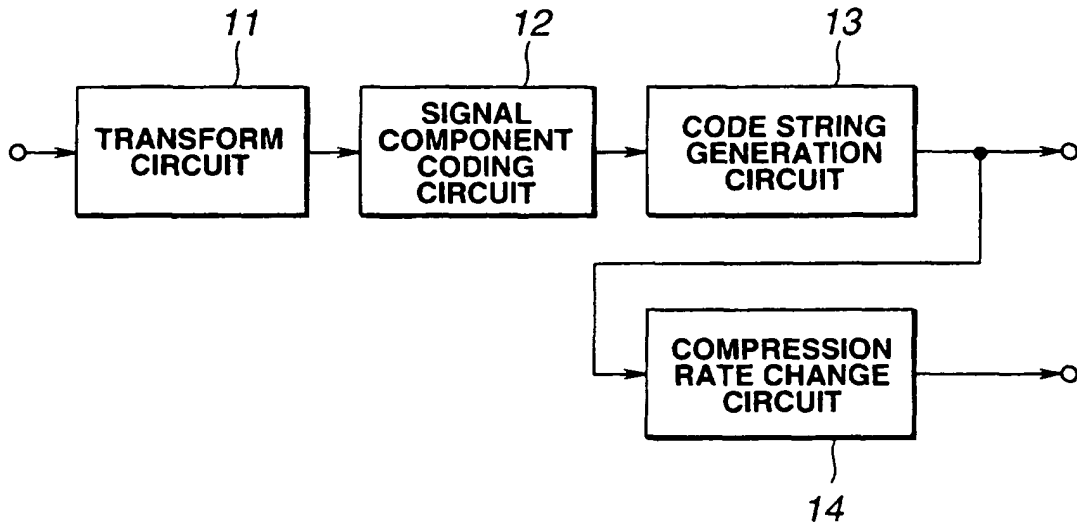 11
12
13
TRANSFORM
CIRCUIT
SIGNAL
COMPONENT
CODING
CIRCUIT
CODE STRING
GENERATION
CIRCUIT
COMPRESSION
RATE CHANGE
CIRCUIT
14